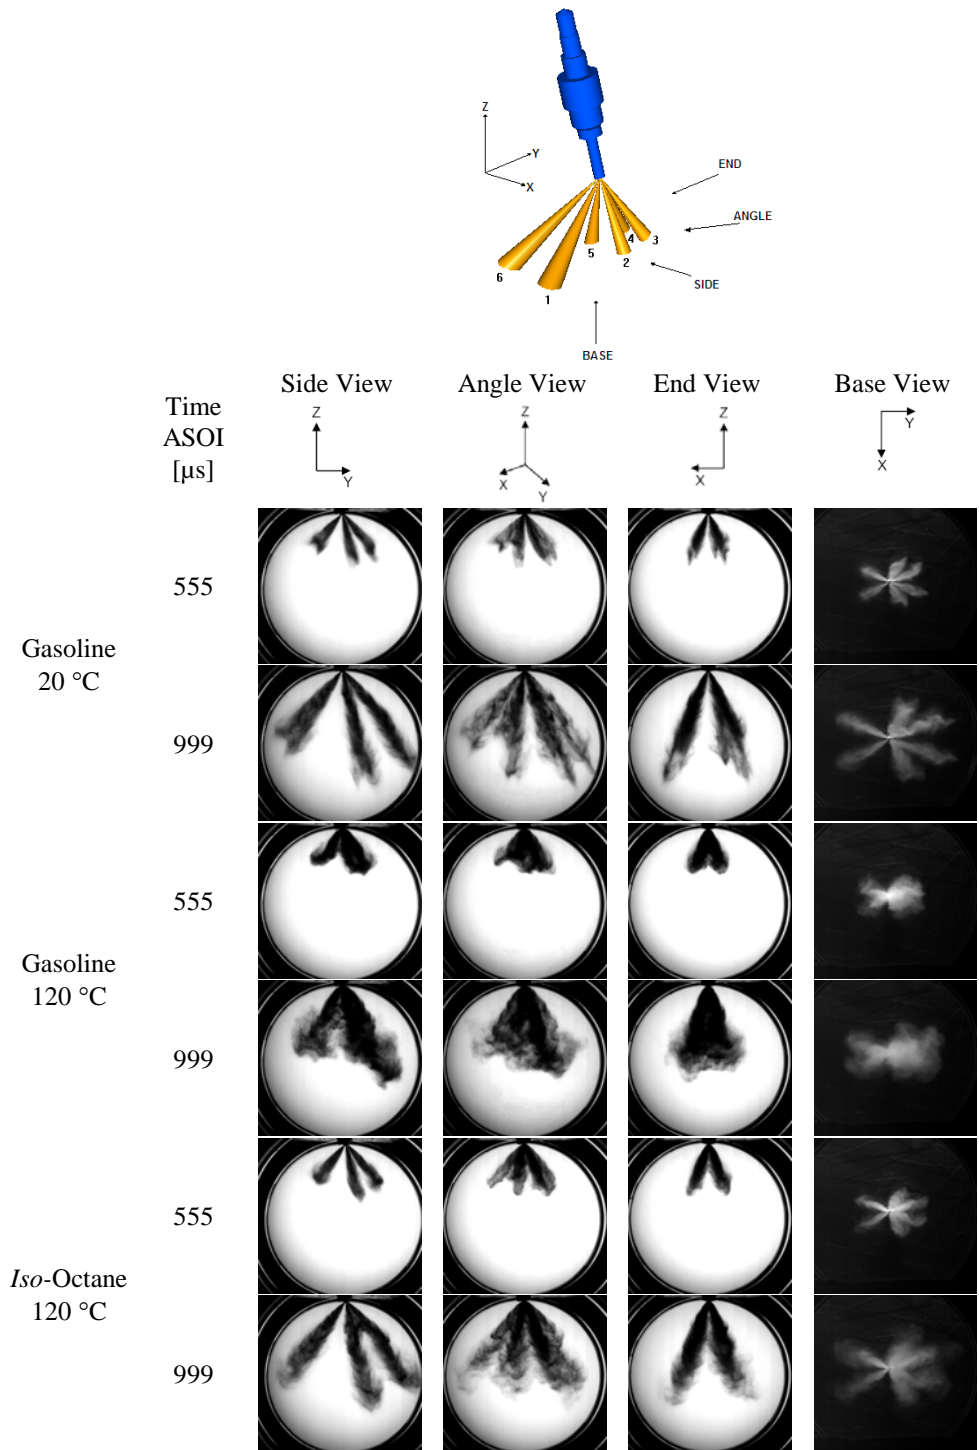 Z
Y
X
END
ANGLE
SIDE
BASE
6
1
5
2
4
3
Time
ASOI
[µs]
Side View
Angle View
End View
Base View
Z
Y
Z
X
Y
Z
X
Y
X
Gasoline
20 °C
555
999
Gasoline
120 °C
555
999
Iso-Octane
120 °C
555
999